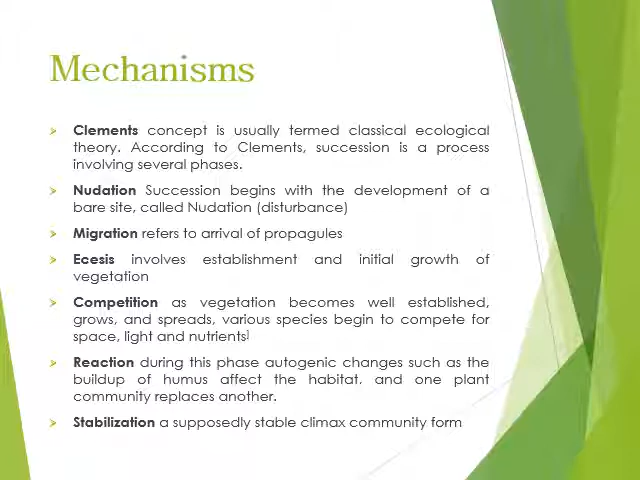 Mechanisms
Clements concept is usually termed classical ecological
theory. According to Clements, succession is a process
involving several phases.
Nudation Succession begins with the development of a
bare site, called Nudation (disturbance)
Migration refers to arrival of propagules
Ecesis involves establishment and initial growth of
vegetation
Competition as vegetation becomes well established,
grows, and spreads, various species begin to compete for
space, light and nutrients]
Reaction during this phase autogenic changes such as the
buildup of humus affect the habitat, and one plant
community replaces another.
Stabilization a supposedly stable climax community form